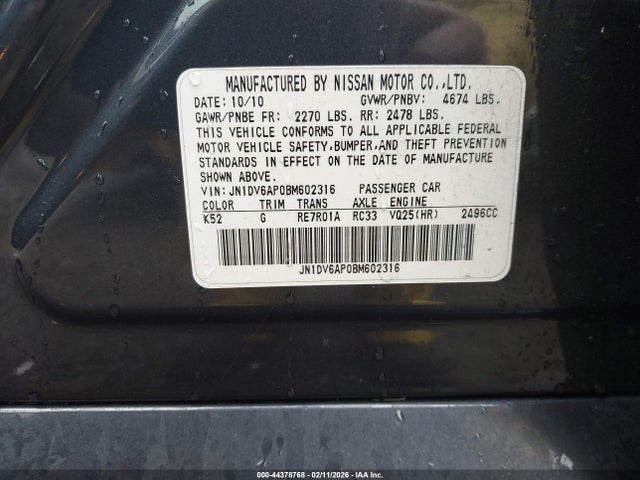 MANUFACTURED BY NISSAN MOTOR CO.,LTD.
DATE: 10/10 GVWR/PNBV: 4674 LBS.
GAWR/PNBE FR: 2270 LBS. RR: 2478 LBS.
THIS VEHICLE CONFORMS TO ALL APPLICABLE FEDERAL
MOTOR VEHICLE SAFETY,BUMPER,AND THEFT PREVENTION
STANDARDS IN EFFECT ON THE DATE OF MANUFACTURE
SHOWN ABOVE.
VIN: JN1DV6AP0BM602316 PASSENGER CAR
COLOR TRIM TRANS AXLE ENGINE
K52 G RE7R01A RC33 VQ25(HR) 2496CC
JN1DV6AP0BM602316
000-44378768 - 02/11/2026 - IAA Inc.